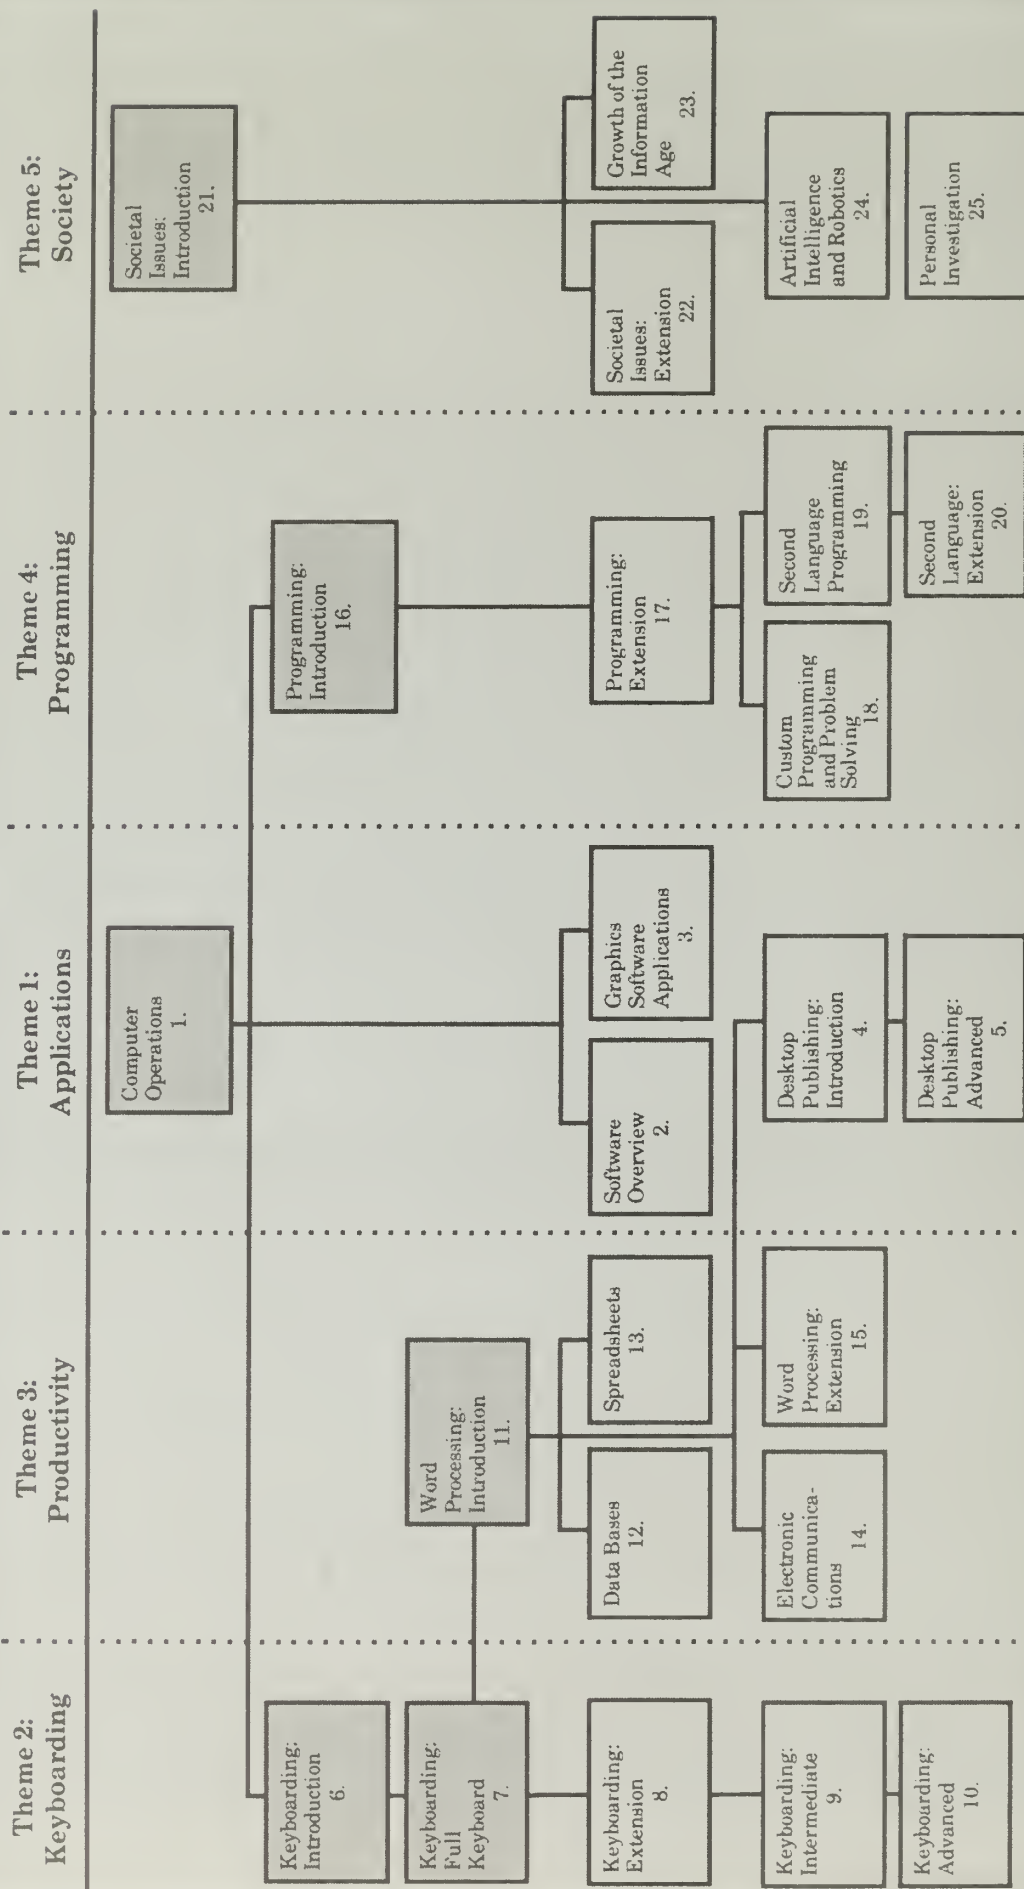 Theme 2:
Keyboarding
Theme 3:
Productivity
Theme 1:
Applications
Theme 4:
Programming
Theme 5:
Society
Computer
Operations
1.
Societal
Issues:
Introduction
21.
Keyboarding:
Introduction
6.
Programming:
Introduction
16.
Keyboarding:
Full
Keyboard
7.
Word
Processing:
Introduction
11.
Keyboarding:
Extension
8.
Data Bases
12.
Spreadsheets
13.
Software
Overview
2.
Graphics
Software
Applications
3.
Programming:
Extension
17.
Societal
Issues:
Extension
22.
Growth of the
Information
Age
23.
Keyboarding:
Intermediate
9.
Electronic
Communica-
tions
14.
Word
Processing:
Extension
15.
Desktop
Publishing:
Introduction
4.
Custom
Programming
and Problem
Solving
18.
Second
Language
Programming
19.
Artificial
Intelligence
and Robotics
24.
Keyboarding:
Advanced
10.
Desktop
Publishing:
Advanced
5.
Second
Language:
Extension
20.
Personal
Investigation
25.